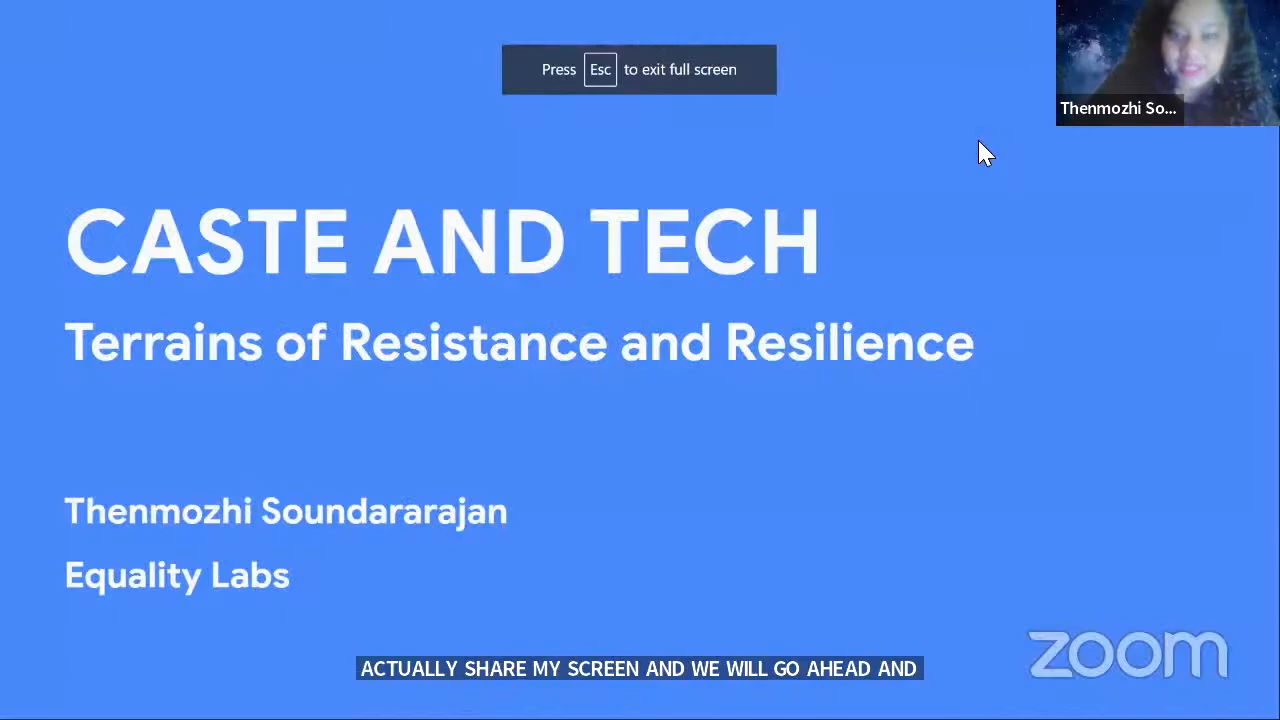 Press Esc to exit full screen
Thenmozhi So...
CASTE AND TECH
Terrains of Resistance and Resilience
Thenmozhi Soundararajan
Equality Labs
zoom
ACTUALLY SHARE MY SCREEN AND WE WILL GO AHEAD AND